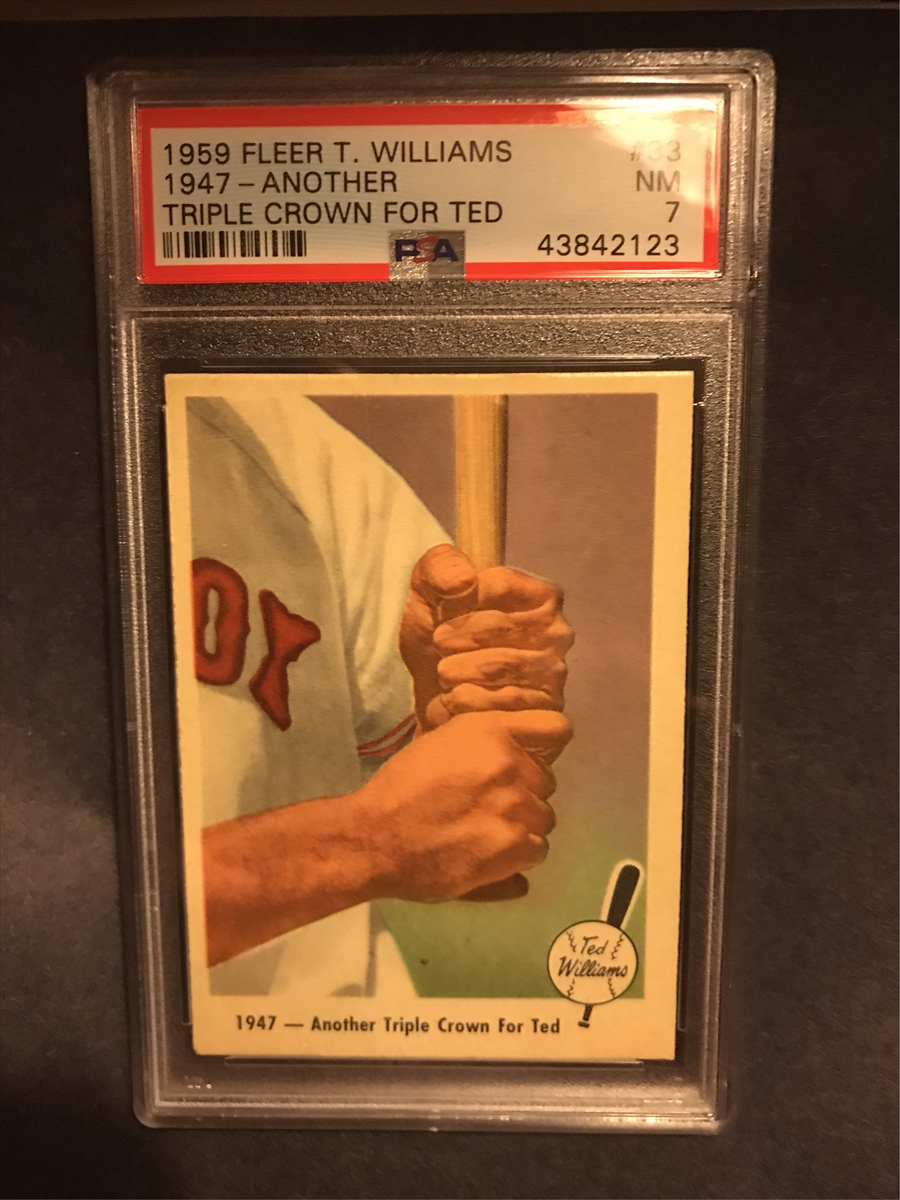 1959 FLEER T. WILLIAMS #33
1947 – ANOTHER NM
TRIPLE CROWN FOR TED 7
PSA 43842123
OX
Ted
Williams
1947 — Another Triple Crown For Ted